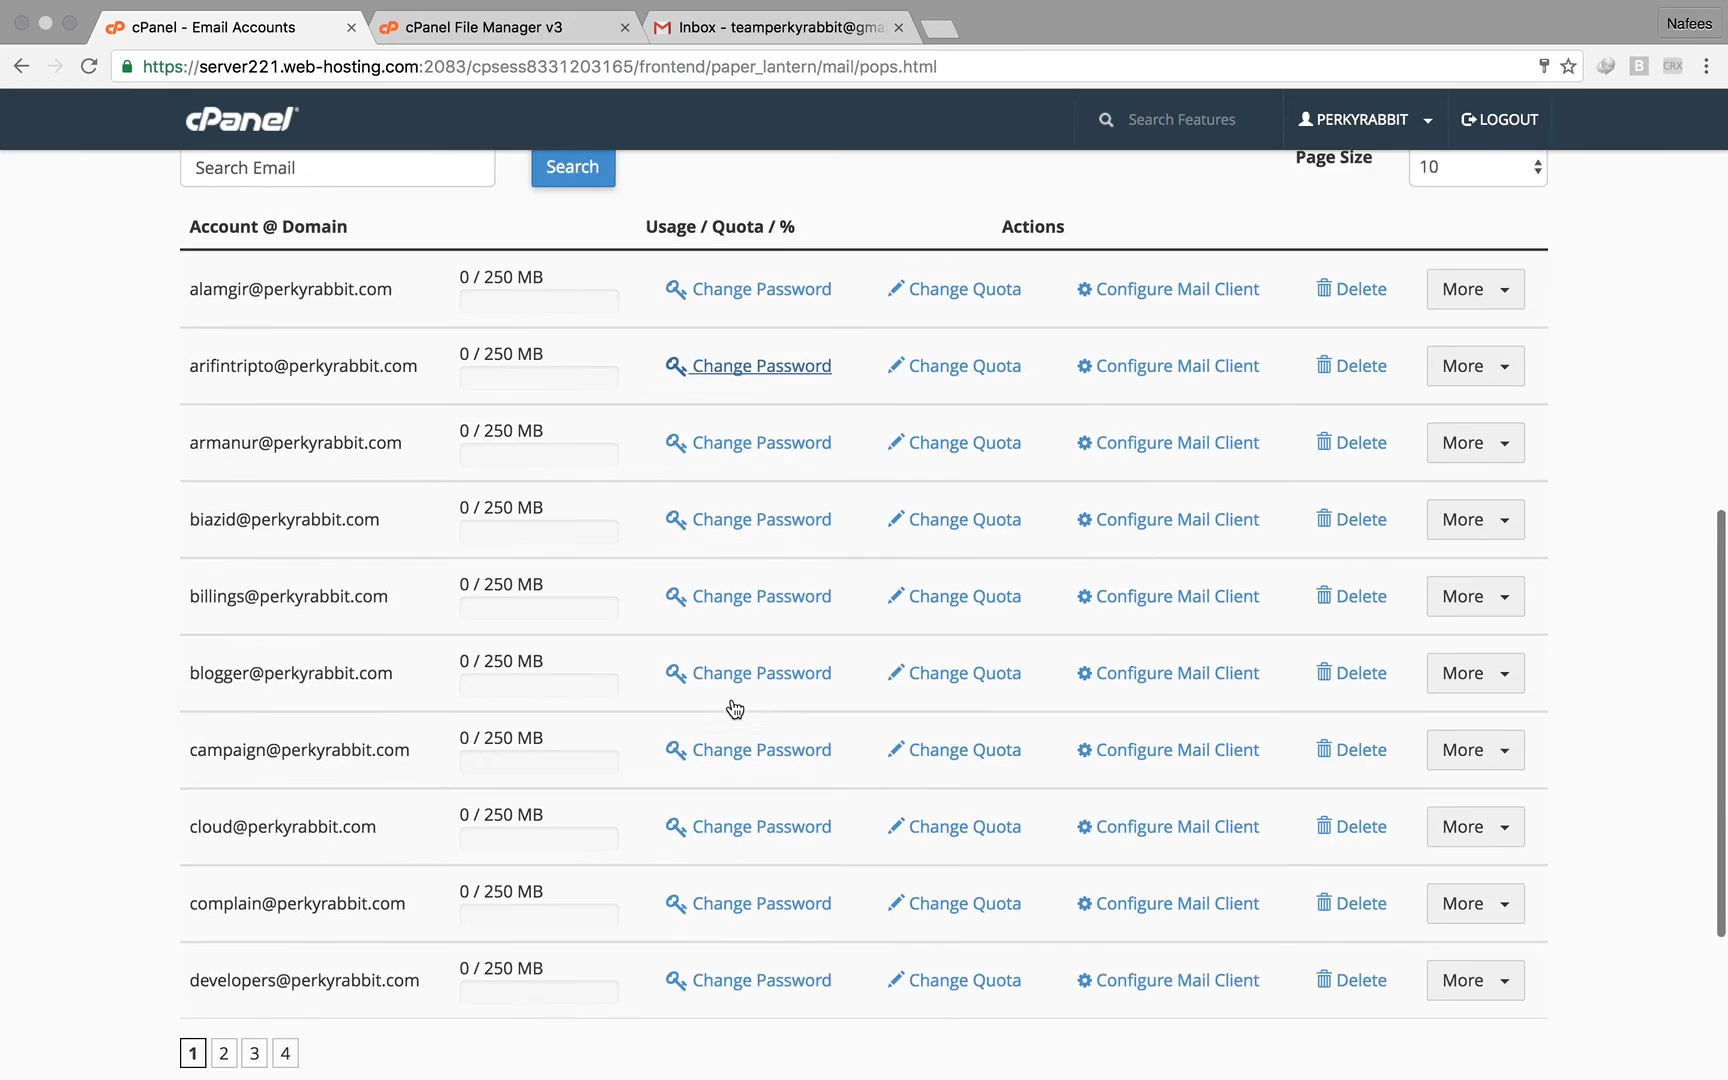 cPanel - Email Accounts
cPanel File Manager v3
Inbox - teamperkyrabbit@gma
Nafees
https://server221.web-hosting.com:2083/cpsess8331203165/frontend/paper_lantern/mail/pops.html
B
CRX
cPanel
Search Features
PERKYRABBIT
LOGOUT
Search Email
Search
Page Size
10
Account @ Domain
Usage / Quota / %
Actions
alamgir@perkyrabbit.com 0 / 250 MB Change Password Change Quota Configure Mail Client Delete More
arifintripto@perkyrabbit.com 0 / 250 MB Change Password Change Quota Configure Mail Client Delete More
armanur@perkyrabbit.com 0 / 250 MB Change Password Change Quota Configure Mail Client Delete More
biazid@perkyrabbit.com 0 / 250 MB Change Password Change Quota Configure Mail Client Delete More
billings@perkyrabbit.com 0 / 250 MB Change Password Change Quota Configure Mail Client Delete More
blogger@perkyrabbit.com 0 / 250 MB Change Password Change Quota Configure Mail Client Delete More
campaign@perkyrabbit.com 0 / 250 MB Change Password Change Quota Configure Mail Client Delete More
cloud@perkyrabbit.com 0 / 250 MB Change Password Change Quota Configure Mail Client Delete More
complain@perkyrabbit.com 0 / 250 MB Change Password Change Quota Configure Mail Client Delete More
developers@perkyrabbit.com 0 / 250 MB Change Password Change Quota Configure Mail Client Delete More
1 2 3 4